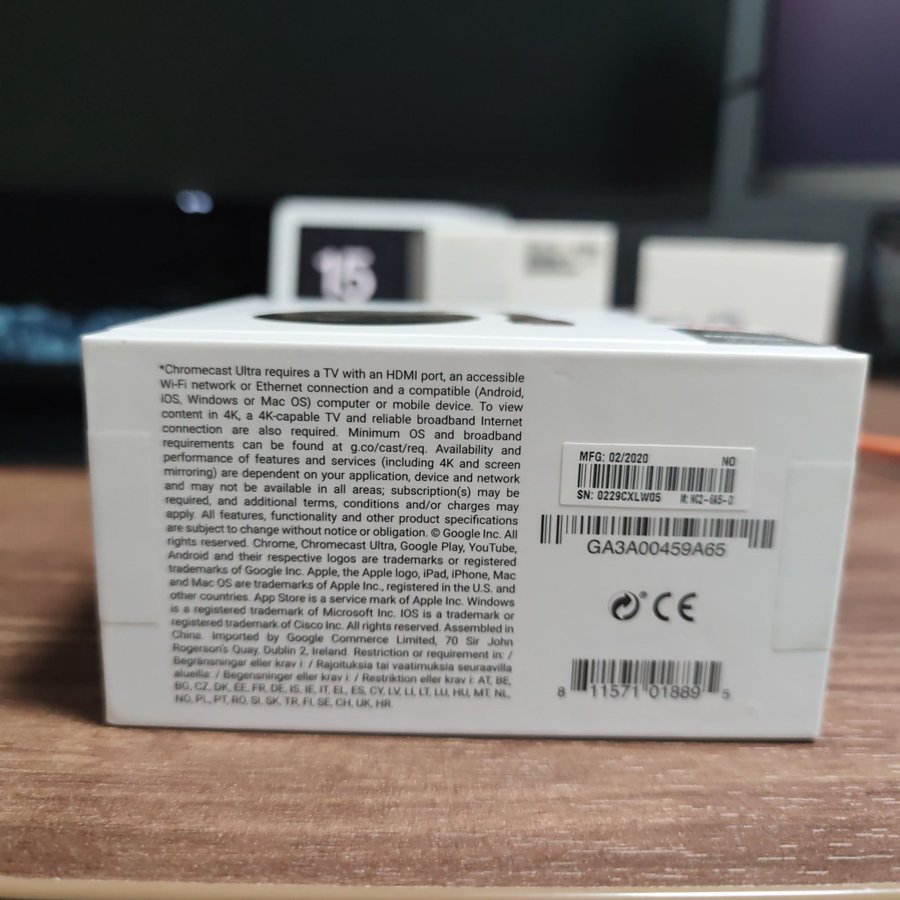 15
*Chromecast Ultra requires a TV with an HDMI port, an accessible
Wi-Fi network or Ethernet connection and a compatible (Android,
iOS, Windows or Mac OS) computer or mobile device. To view
content in 4K, a 4K-capable TV and reliable broadband Internet
connection are also required. Minimum OS and broadband
requirements can be found at g.co/cast/req. Availability and
performance of features and services (including 4K and screen
mirroring) are dependent on your application, device and network
and may not be available in all areas; subscription(s) may be
required, and additional terms, conditions and/or charges may
apply. All features, functionality and other product specifications
are subject to change without notice or obligation. © Google Inc. All
rights reserved. Chrome, Chromecast Ultra, Google Play, YouTube,
Android and their respective logos are trademarks or registered
trademarks of Google Inc. Apple, the Apple logo, iPad, iPhone, Mac
and Mac OS are trademarks of Apple Inc., registered in the U.S. and
other countries. App Store is a service mark of Apple Inc. Windows
is a registered trademark of Microsoft Inc. IOS is a trademark or
registered trademark of Cisco Inc. All rights reserved. Assembled in
China. Imported by Google Commerce Limited, 70 Sir John
Rogerson's Quay, Dublin 2, Ireland. Restriction or requirement in: /
Begränsningar eller krav i: / Rajoituksia tai vaatimuksia seuraavilla
alueilla: / Begensninger eller krav i: / Restriktion eller krav i: AT, BE,
BG, CZ, DK, EE, FR, DE, IS, IE, IT, EL, ES, CY, LV, LI, LT, LU, HU, MT, NL,
NO, PL, PT, RO, SI, SK, TR, FI, SE, CH, UK, HR.
MFG: 02/2020 NO
SN: 0229CXLW05 M: NC2-6A5-D
GA3A00459A65
CE
8 11571 01889 5